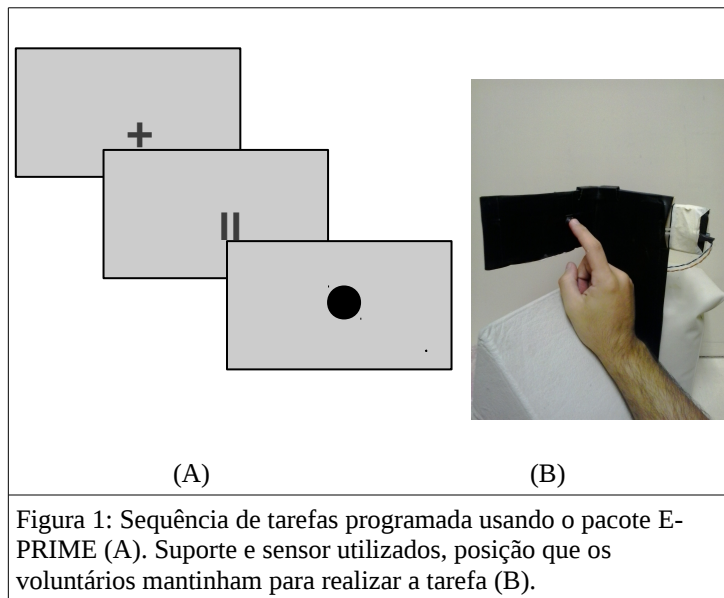 +
||
(A)
(B)
Figura 1: Sequência de tarefas programada usando o pacote E-
PRIME (A). Suporte e sensor utilizados, posição que os
voluntários mantinham para realizar a tarefa (B).